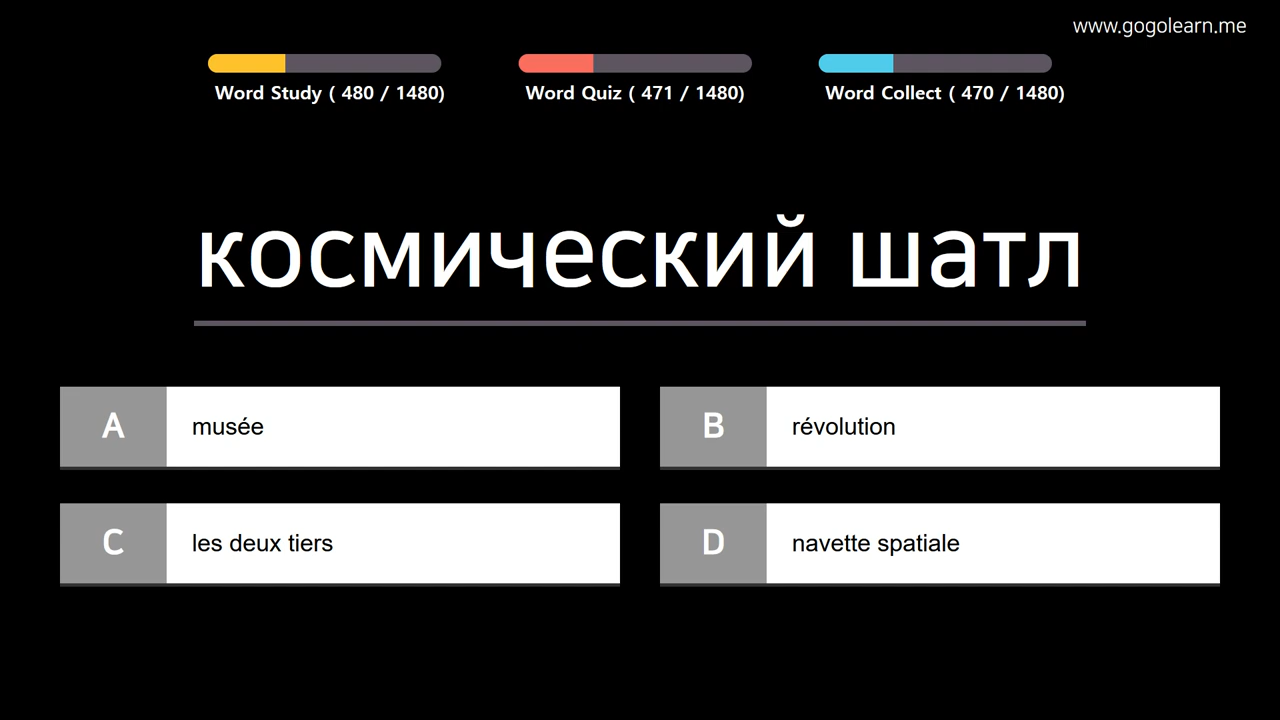 www.gogolearn.me
Word Study ( 480 / 1480)
Word Quiz ( 471 / 1480)
Word Collect ( 470 / 1480)
космический шатл
A musée
B révolution
C les deux tiers
D navette spatiale